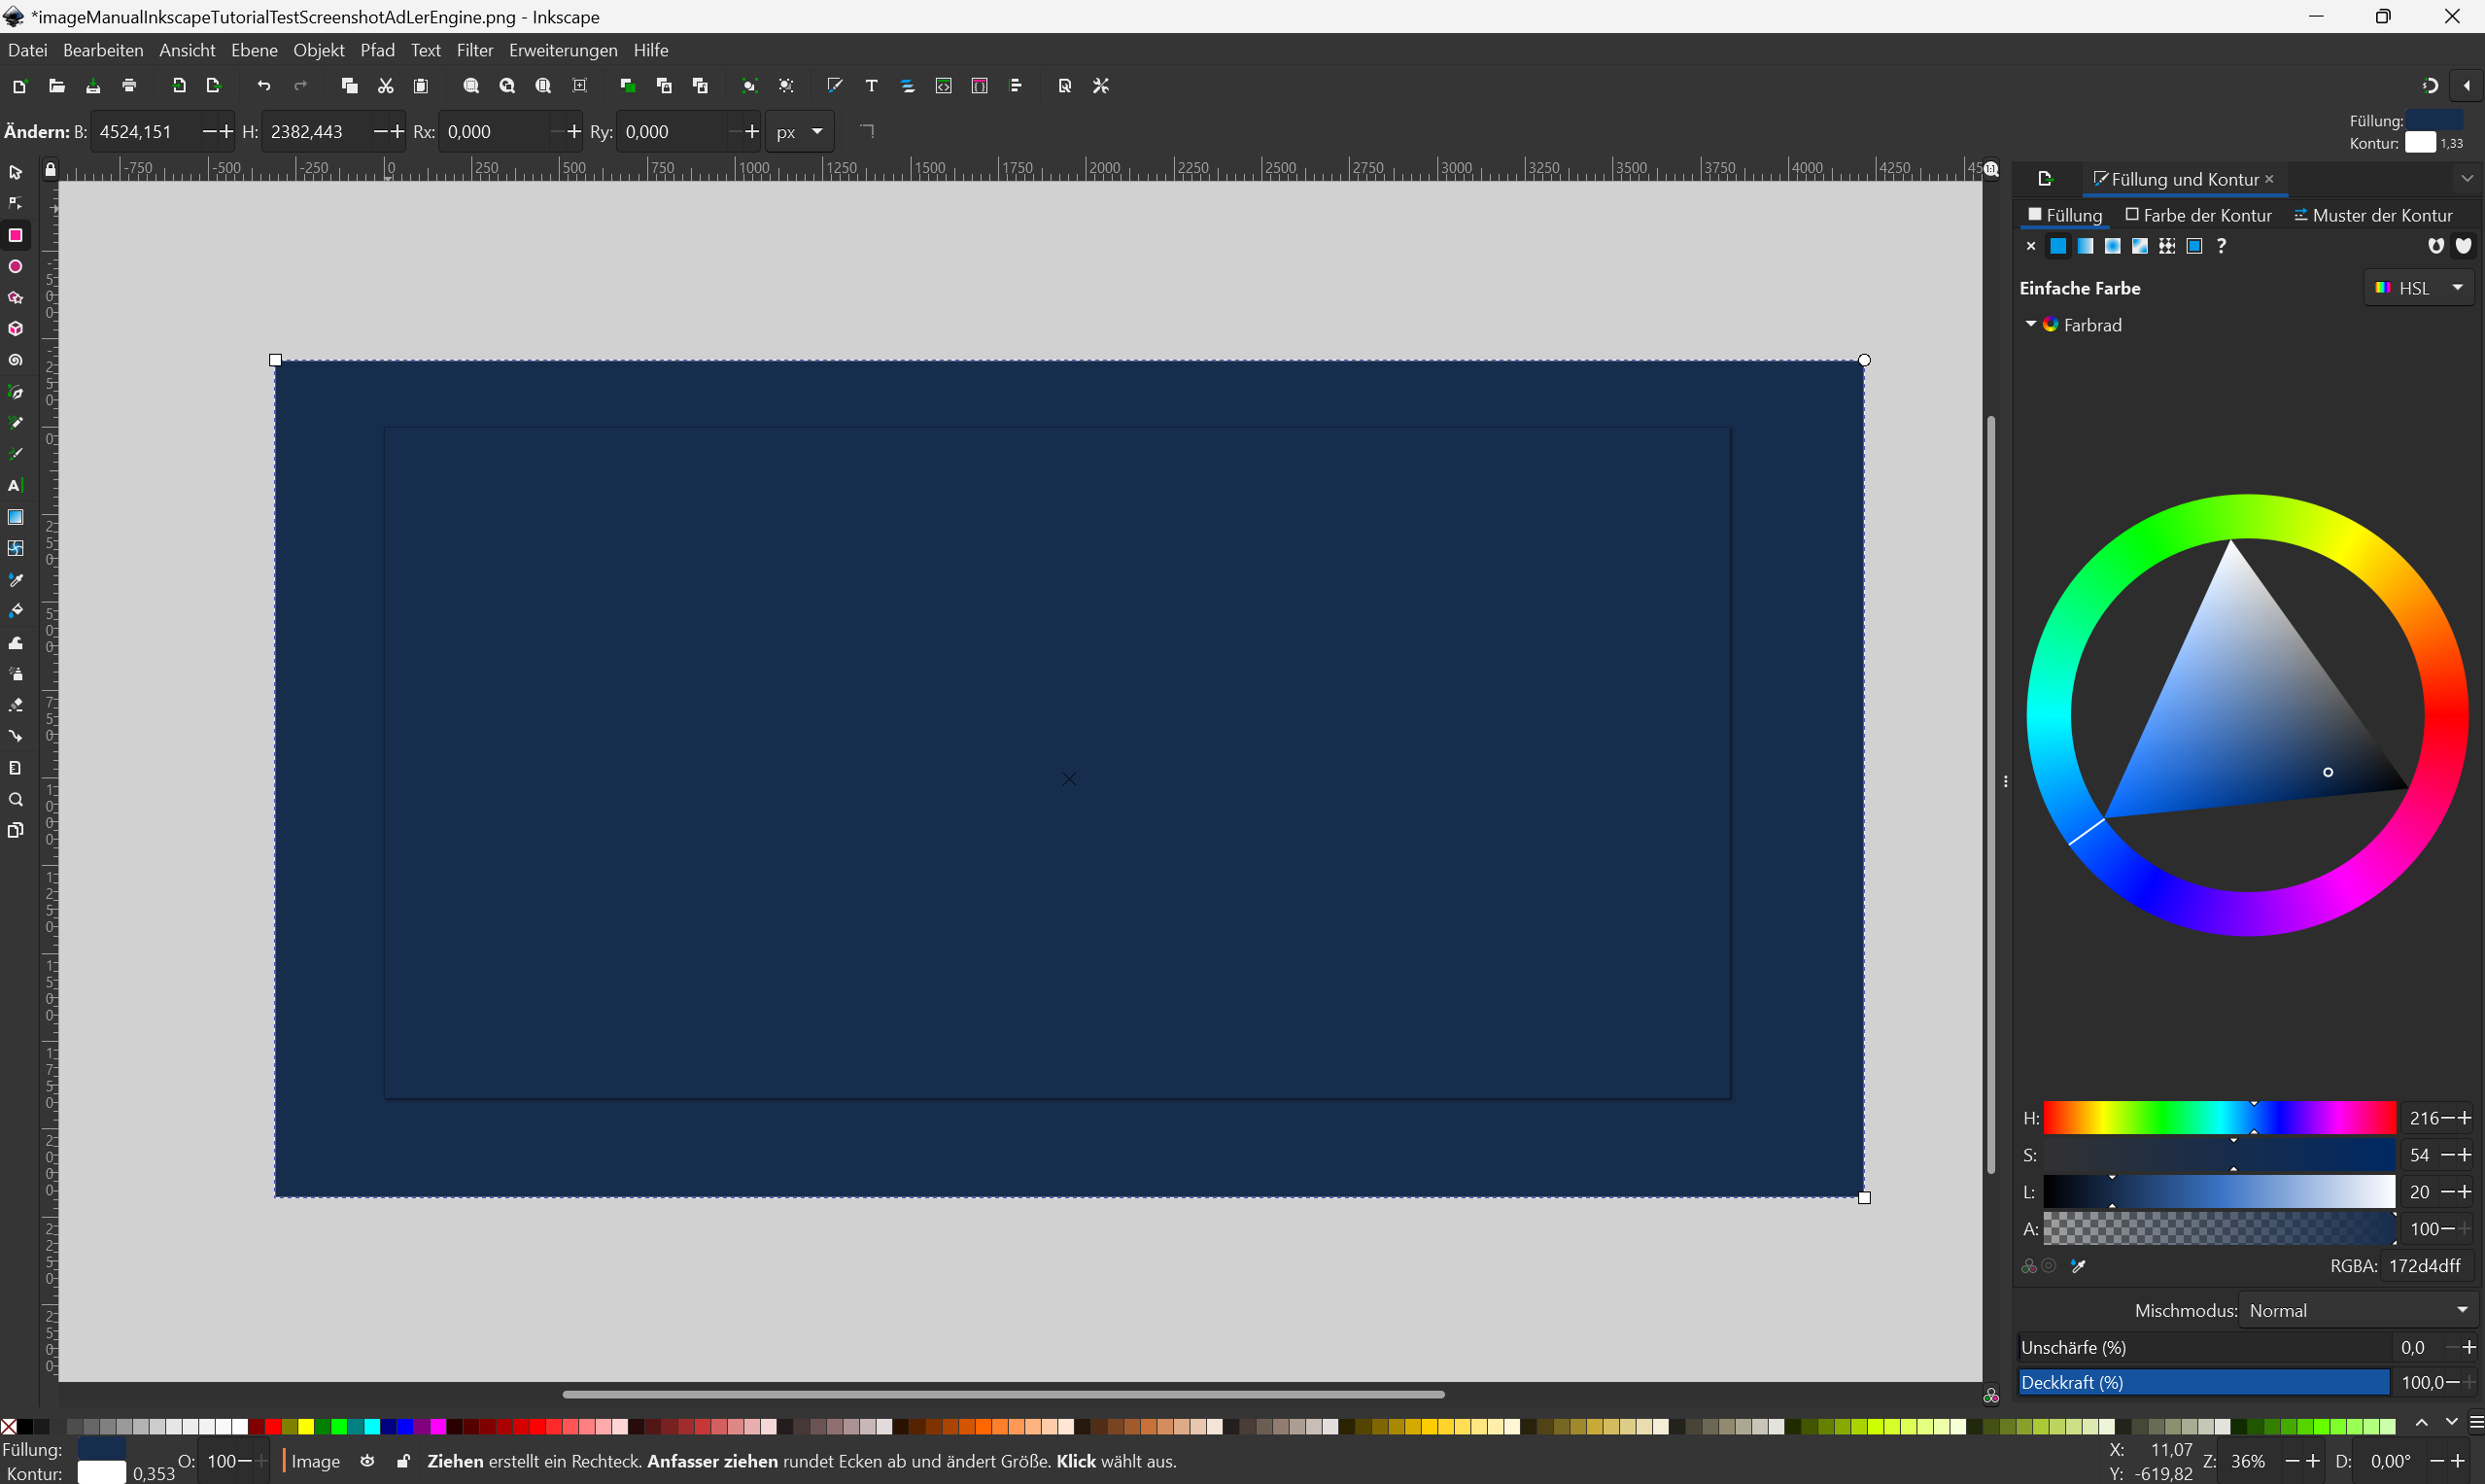 *imageManualInkscapeTutorialTestScreenshotAdLerEngine.png - Inkscape
Datei Bearbeiten Ansicht Ebene Objekt Pfad Text Filter Erweiterungen Hilfe
Ändern: B: 4524,151 H: 2382,443 Rx: 0,000 Ry: 0,000 px
Füllung:
Kontur: 1,33
-750 -500 -250 0 250 500 750 1000 1250 1500 1750 2000 2250 2500 2750 3000 3250 3500 3750 4000 4250 45
Füllung und Kontur
Füllung Farbe der Kontur Muster der Kontur
Einfache Farbe HSL
Farbrad
H: 216
S: 54
L: 20
A: 100
RGBA: 172d4dff
Mischmodus: Normal
Unschärfe (%) 0,0
Deckkraft (%) 100,0
Füllung:
Kontur: 0,353
O: 100
Image
Ziehen erstellt ein Rechteck. Anfasser ziehen rundet Ecken ab und ändert Größe. Klick wählt aus.
X: 11,07
Y: -619,82
Z: 36%
D: 0,00°